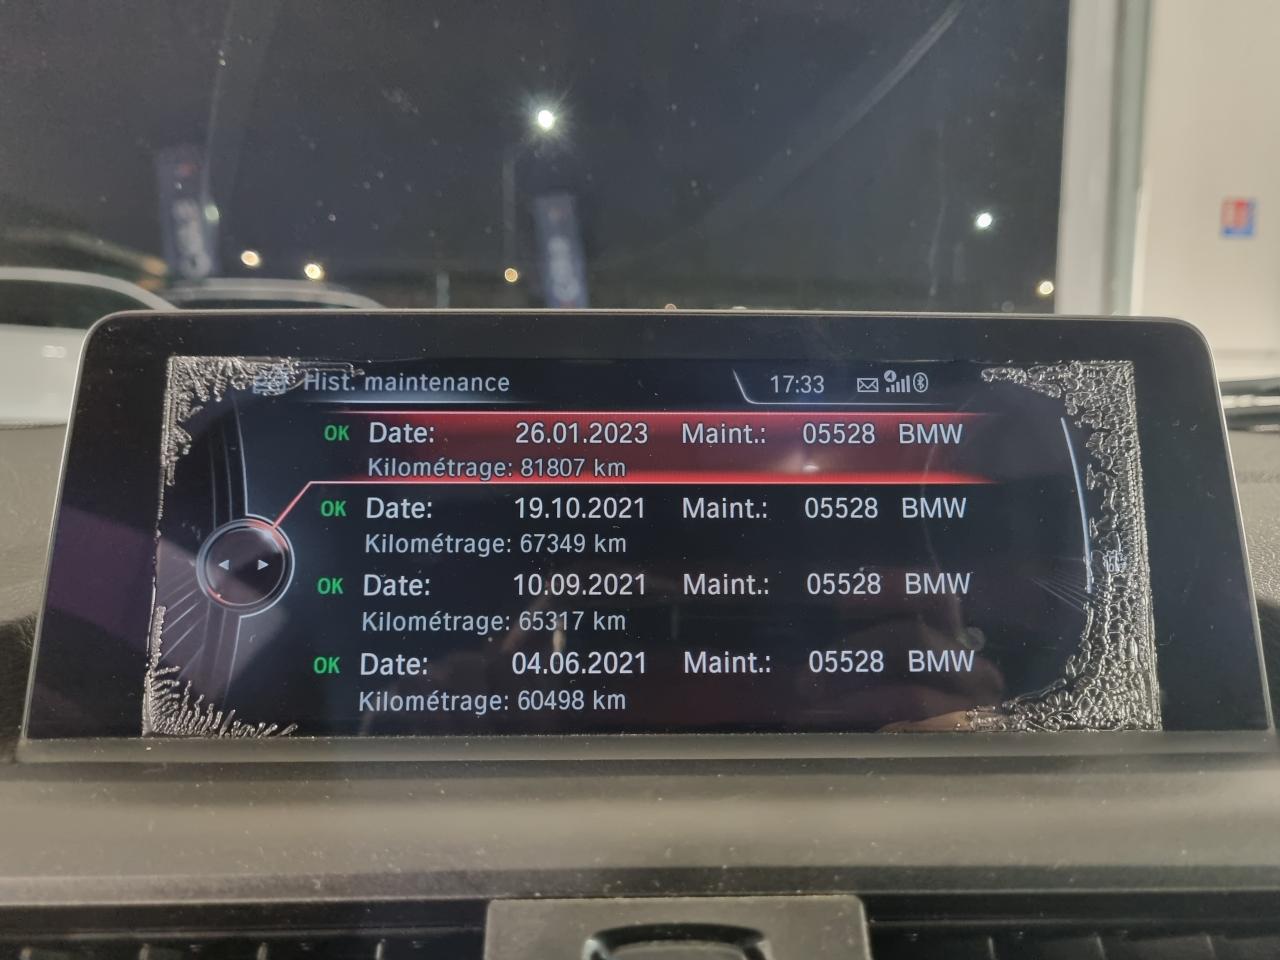 Hist. maintenance 17:33
OK Date: 26.01.2023 Maint.: 05528 BMW
Kilométrage: 81807 km
OK Date: 19.10.2021 Maint.: 05528 BMW
Kilométrage: 67349 km
OK Date: 10.09.2021 Maint.: 05528 BMW
Kilométrage: 65317 km
OK Date: 04.06.2021 Maint.: 05528 BMW
Kilométrage: 60498 km